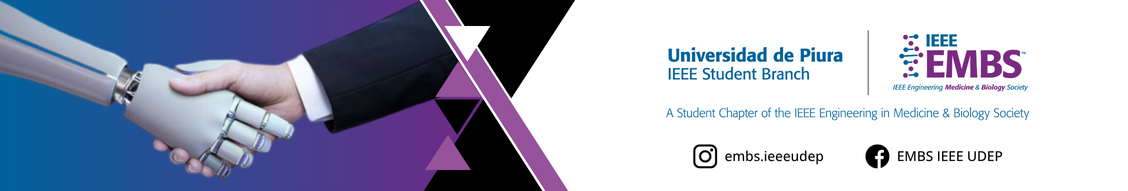 Universidad de Piura
IEEE Student Branch
IEEE
EMBS™
IEEE Engineering Medicine & Biology Society
A Student Chapter of the IEEE Engineering in Medicine & Biology Society
embs.ieeeudep
EMBS IEEE UDEP